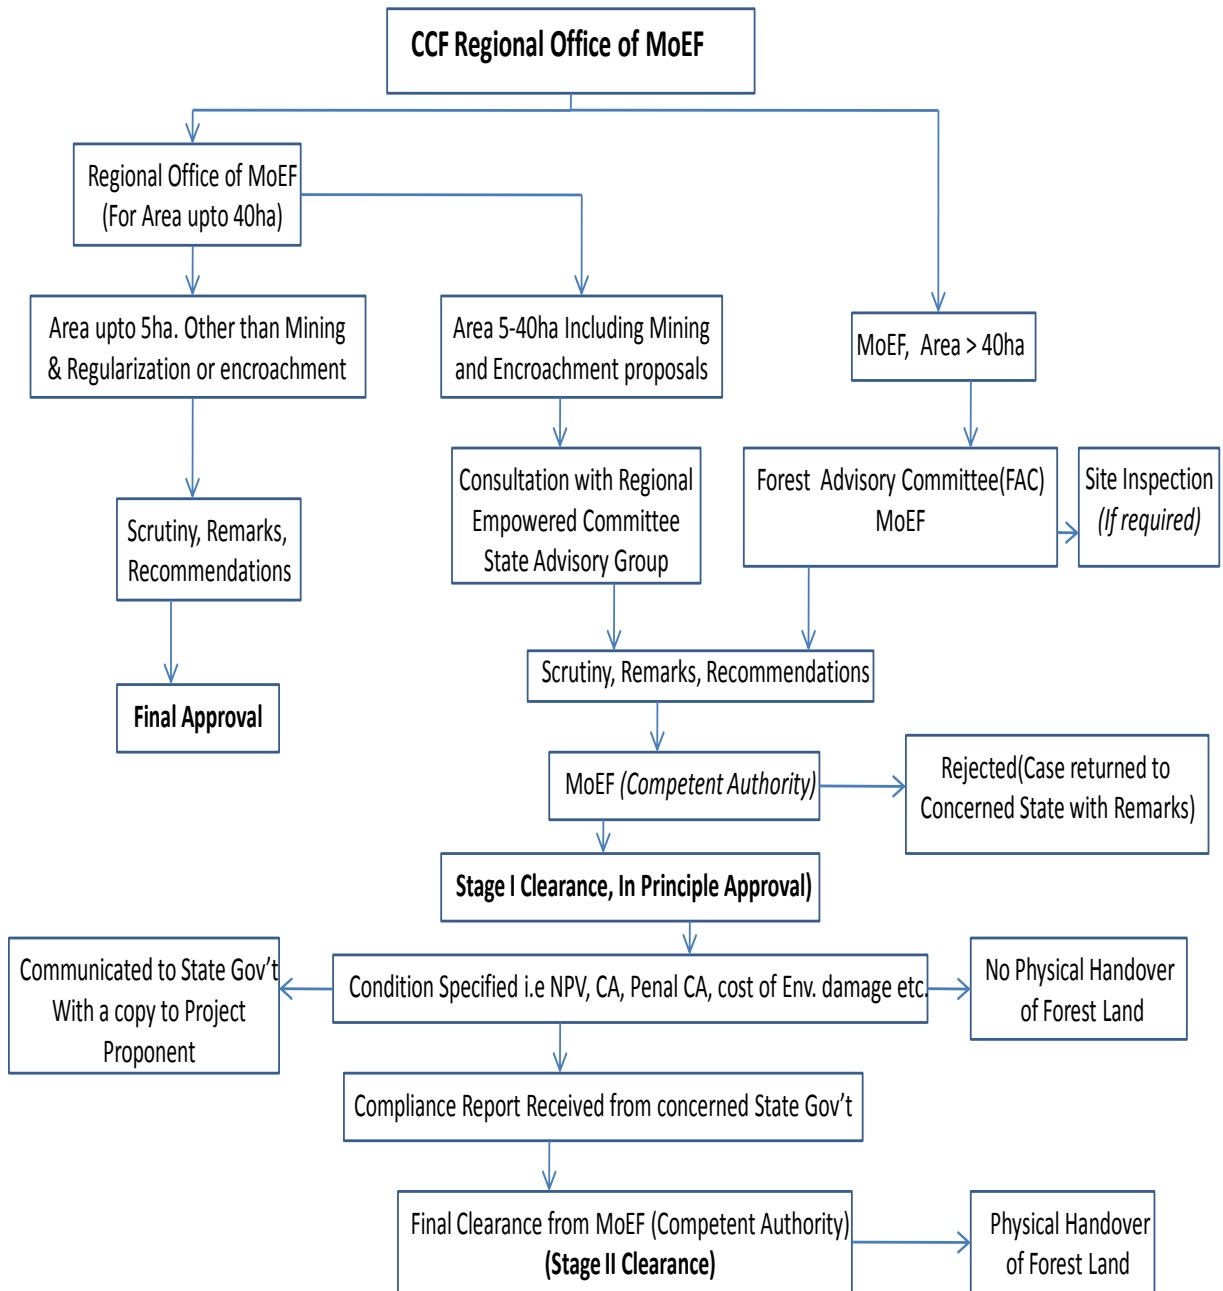 CCF Regional Office of MoEF
Regional Office of MoEF
(For Area upto 40ha)
Area upto 5ha. Other than Mining
& Regularization or encroachment
Area 5-40ha Including Mining
and Encroachment proposals
MoEF, Area > 40ha
Scrutiny, Remarks,
Recommendations
Consultation with Regional
Empowered Committee
State Advisory Group
Forest Advisory Committee(FAC)
MoEF
Site Inspection
(If required)
Final Approval
Scrutiny, Remarks, Recommendations
MoEF (Competent Authority)
Rejected(Case returned to
Concerned State with Remarks)
Stage I Clearance, In Principle Approval)
Communicated to State Gov’t
With a copy to Project
Proponent
Condition Specified i.e NPV, CA, Penal CA, cost of Env. damage etc.
No Physical Handover
of Forest Land
Compliance Report Received from concerned State Gov’t
Final Clearance from MoEF (Competent Authority)
(Stage II Clearance)
Physical Handover
of Forest Land